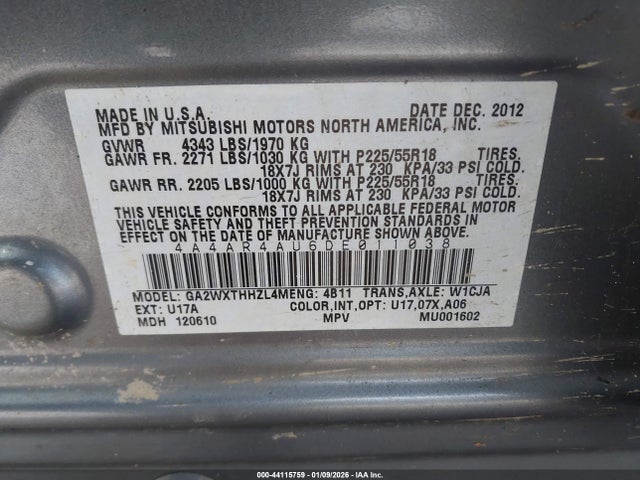 MADE IN U.S.A. DATE DEC. 2012
MFD BY MITSUBISHI MOTORS NORTH AMERICA, INC.
GVWR 4343 LBS/1970 KG
GAWR FR. 2271 LBS/1030 KG WITH P225/55R18 TIRES.
18X7J RIMS AT 230 KPA/33 PSI COLD.
GAWR RR. 2205 LBS/1000 KG WITH P225/55R18 TIRES.
18X7J RIMS AT 230 KPA/33 PSI COLD.
THIS VEHICLE CONFORMS TO ALL APPLICABLE FEDERAL MOTOR
VEHICLE SAFETY AND THEFT PREVENTION STANDARDS IN
EFFECT ON THE DATE OF MANUFACTURE SHOWN ABOVE.
4A4AR4AU6DE011038
MODEL: GA2WXTHHZL4MENG: 4B11 TRANS,AXLE: W1CJA
EXT: U17A COLOR,INT,OPT: U17,07X,A06
MDH 120610 MPV MU001602
000-44115759 - 01/09/2026 - IAAI, Inc.